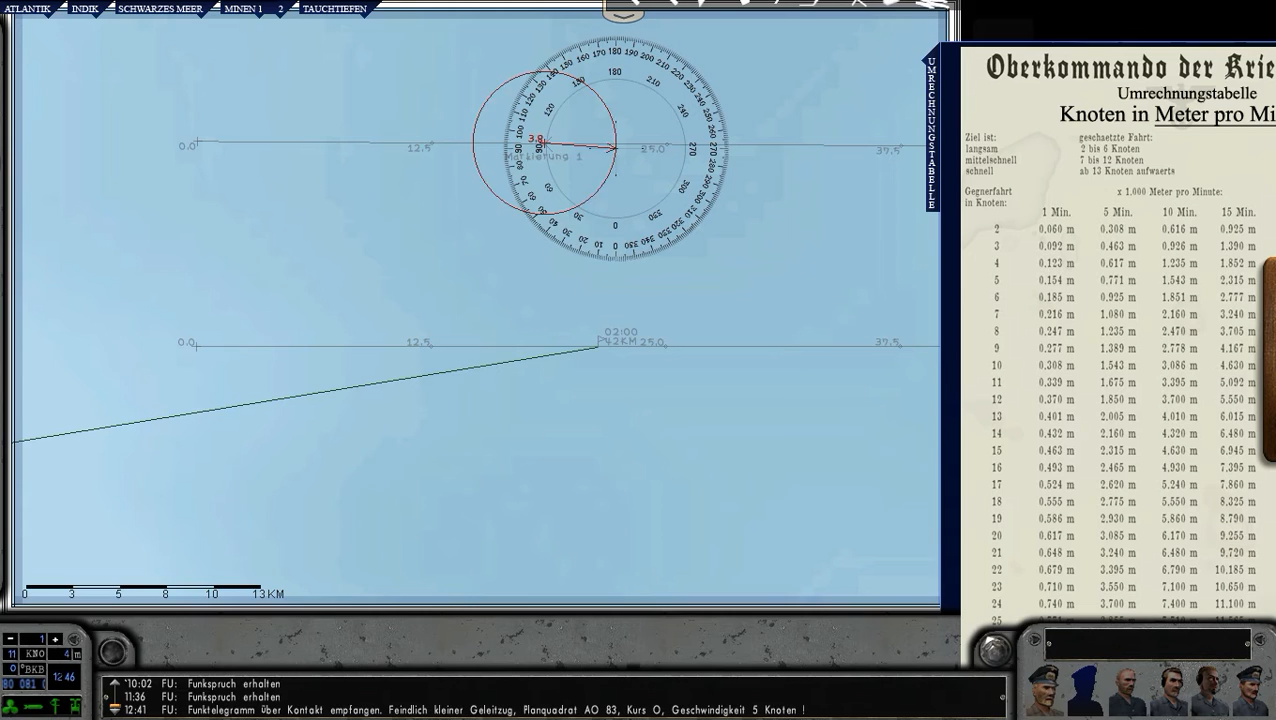 ATLANTIK INDIK SCHWARZES MEER MINEN 1 2 TAUCHTIEFEN
UMRECHNUNGSTABELLE
Oberkommando der Krie
Umrechnungstabelle
Knoten in Meter pro Mi
Ziel ist: geschaetzte Fahrt:
langsam 2 bis 6 Knoten
mittelschnell 7 bis 12 Knoten
schnell ab 13 Knoten aufwaerts
Gegnerfahrt x 1.000 Meter pro Minute:
in Knoten:
1 Min. 5 Min. 10 Min. 15 Min.
2 0,060 m 0.308 m 0.616 m 0.925 m
3 0.092 m 0.463 m 0.926 m 1.390 m
4 0.123 m 0.617 m 1.235 m 1.852 m
5 0.154 m 0.771 m 1.543 m 2.315 m
6 0.185 m 0.925 m 1.851 m 2.777 m
7 0.216 m 1.080 m 2.160 m 3.240 m
8 0.247 m 1.235 m 2.470 m 3.705 m
9 0.277 m 1.389 m 2.778 m 4.167 m
10 0.308 m 1.543 m 3.086 m 4.630 m
11 0.339 m 1.675 m 3.395 m 5.092 m
12 0.370 m 1.850 m 3.700 m 5,550 m
13 0.401 m 2.005 m 4.010 m 6.015 m
14 0.432 m 2.160 m 4.320 m 6.480 m
15 0.463 m 2.315 m 4.630 m 6.945 m
16 0.493 m 2.465 m 4.930 m 7.395 m
17 0.524 m 2.620 m 5.240 m 7.860 m
18 0.555 m 2.775 m 5.550 m 8.325 m
19 0.586 m 2.930 m 5.860 m 8.790 m
20 0.617 m 3.085 m 6.170 m 9.255 m
21 0.648 m 3.240 m 6.480 m 9.720 m
22 0.679 m 3.395 m 6.790 m 10.185 m
23 0.710 m 3.550 m 7.100 m 10.650 m
24 0.740 m 3.700 m 7.400 m 11.100 m
0.0 12.5 25.0 37.5
3.9
Markierung 1
02:00
0.0 12.5 42KM 25.0 37.5
0 3 5 8 10 13 KM
- 1 +
11 KNO 4 m
0 °BKB
12 46
*10:02 FU: Funkspruch erhalten
11:36 FU: Funkspruch erhalten
12:41 FU: Funktelegramm über Kontakt empfangen. Feindlich kleiner Geleitzug, Planquadrat AO 83, Kurs O, Geschwindigkeit 5 Knoten !